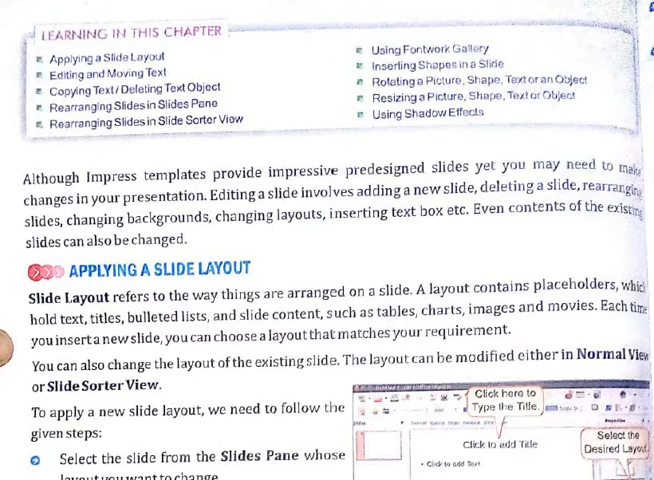 LEARNING IN THIS CHAPTER
Applying a Slide Layout
Editing and Moving Text
Copying Text / Deleting Text Object
Rearranging Slides in Slides Pane
Rearranging Slides in Slide Sorter View
Using Fontwork Gallery
Inserting Shapes in a Slide
Rotating a Picture, Shape, Text or an Object
Resizing a Picture, Shape, Text or Object
Using Shadow Effects
Although Impress templates provide impressive predesigned slides yet you may need to make
changes in your presentation. Editing a slide involves adding a new slide, deleting a slide, rearranging
slides, changing backgrounds, changing layouts, inserting text box etc. Even contents of the existing
slides can also be changed.
APPLYING A SLIDE LAYOUT
Slide Layout refers to the way things are arranged on a slide. A layout contains placeholders, which
hold text, titles, bulleted lists, and slide content, such as tables, charts, images and movies. Each time
you insert a new slide, you can choose a layout that matches your requirement.
You can also change the layout of the existing slide. The layout can be modified either in Normal View
or Slide Sorter View.
To apply a new slide layout, we need to follow the
given steps:
Select the slide from the Slides Pane whose
layout you want to change.
Click here to
Type the Title.
Click to add Title
• Click to add Text
Select the
Desired Layout